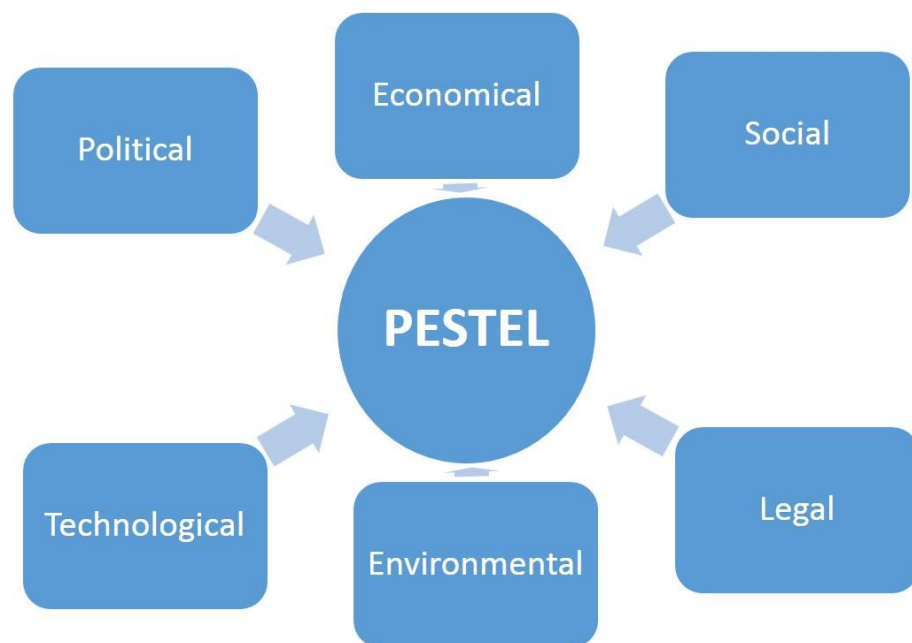 Political
Economical
Social
PESTEL
Technological
Environmental
Legal